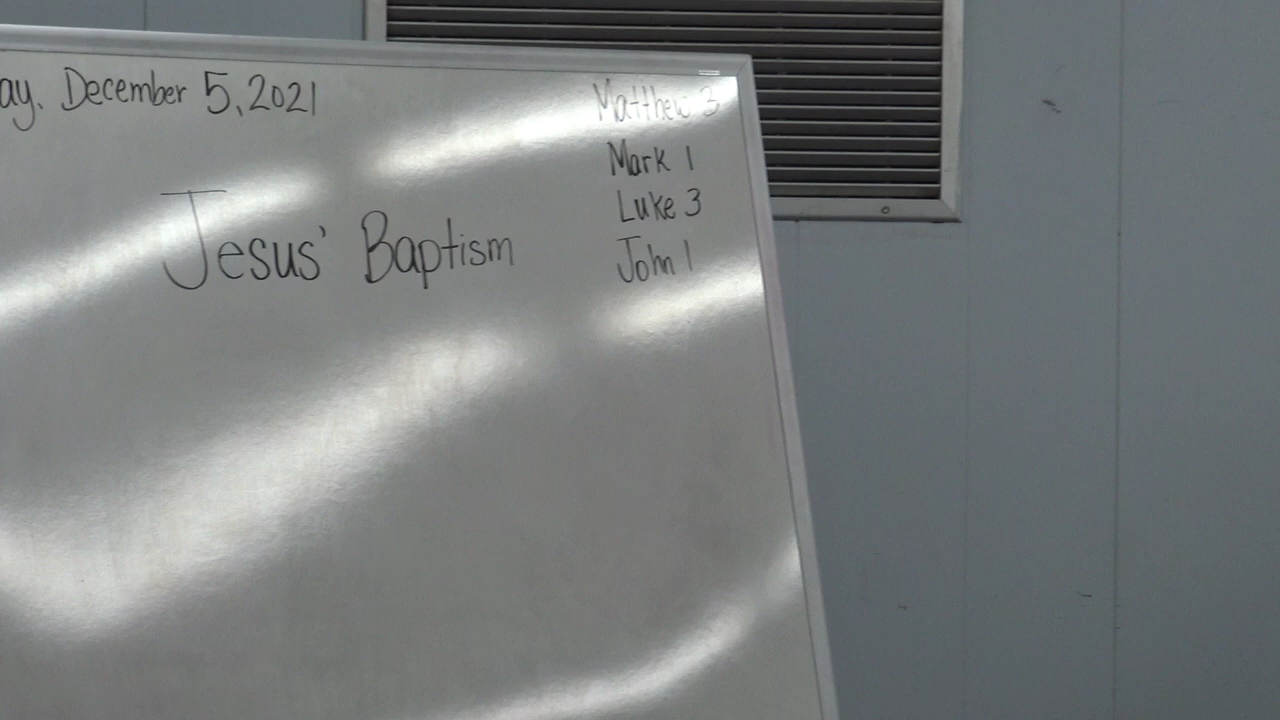 ay. December 5, 2021
Matthew 3
Mark 1
Luke 3
John 1
Jesus' Baptism